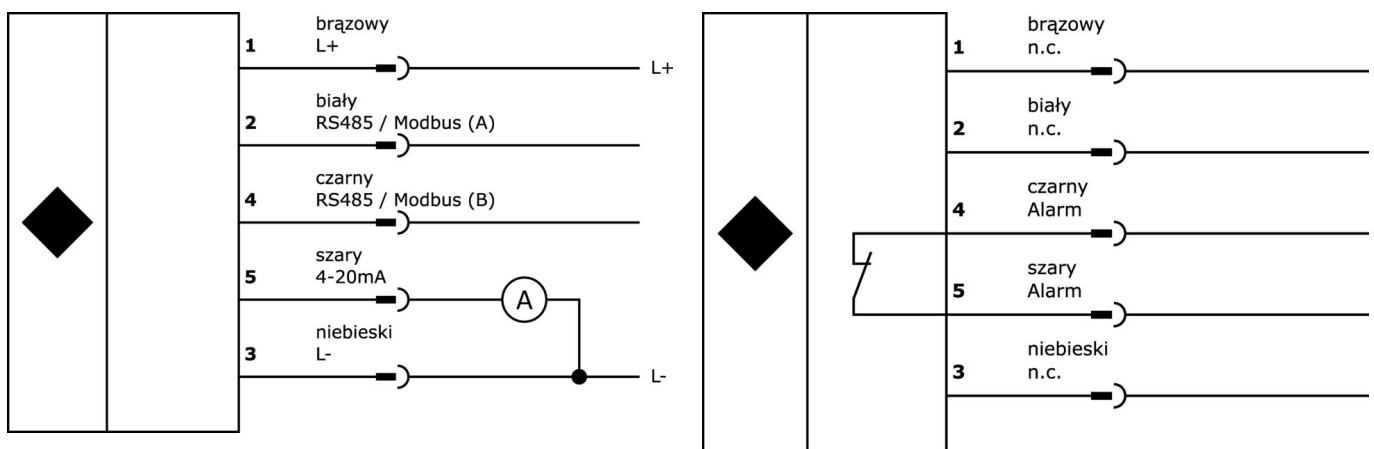 brązowy
1 L+
L+
biały
2 RS485 / Modbus (A)
czarny
4 RS485 / Modbus (B)
szary
5 4-20mA
A
niebieski
3 L-
L-
brązowy
1 n.c.
biały
2 n.c.
czarny
4 Alarm
szary
5 Alarm
niebieski
3 n.c.